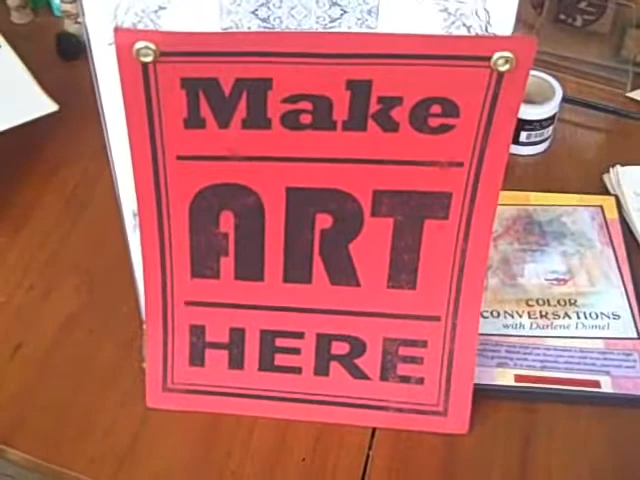 Make
ART
HERE
COLOR
CONVERSATIONS
with Darlene Domel